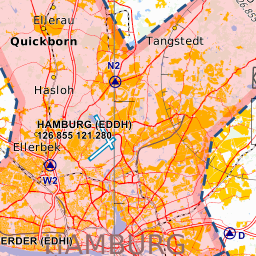 Ellerau
Quickborn
Tangstedt
N2
Hasloh
HAMBURG (EDDH)
126.855 121.280
Ellerbek
W2
D
ERDER (EDHI)
HAMBURG